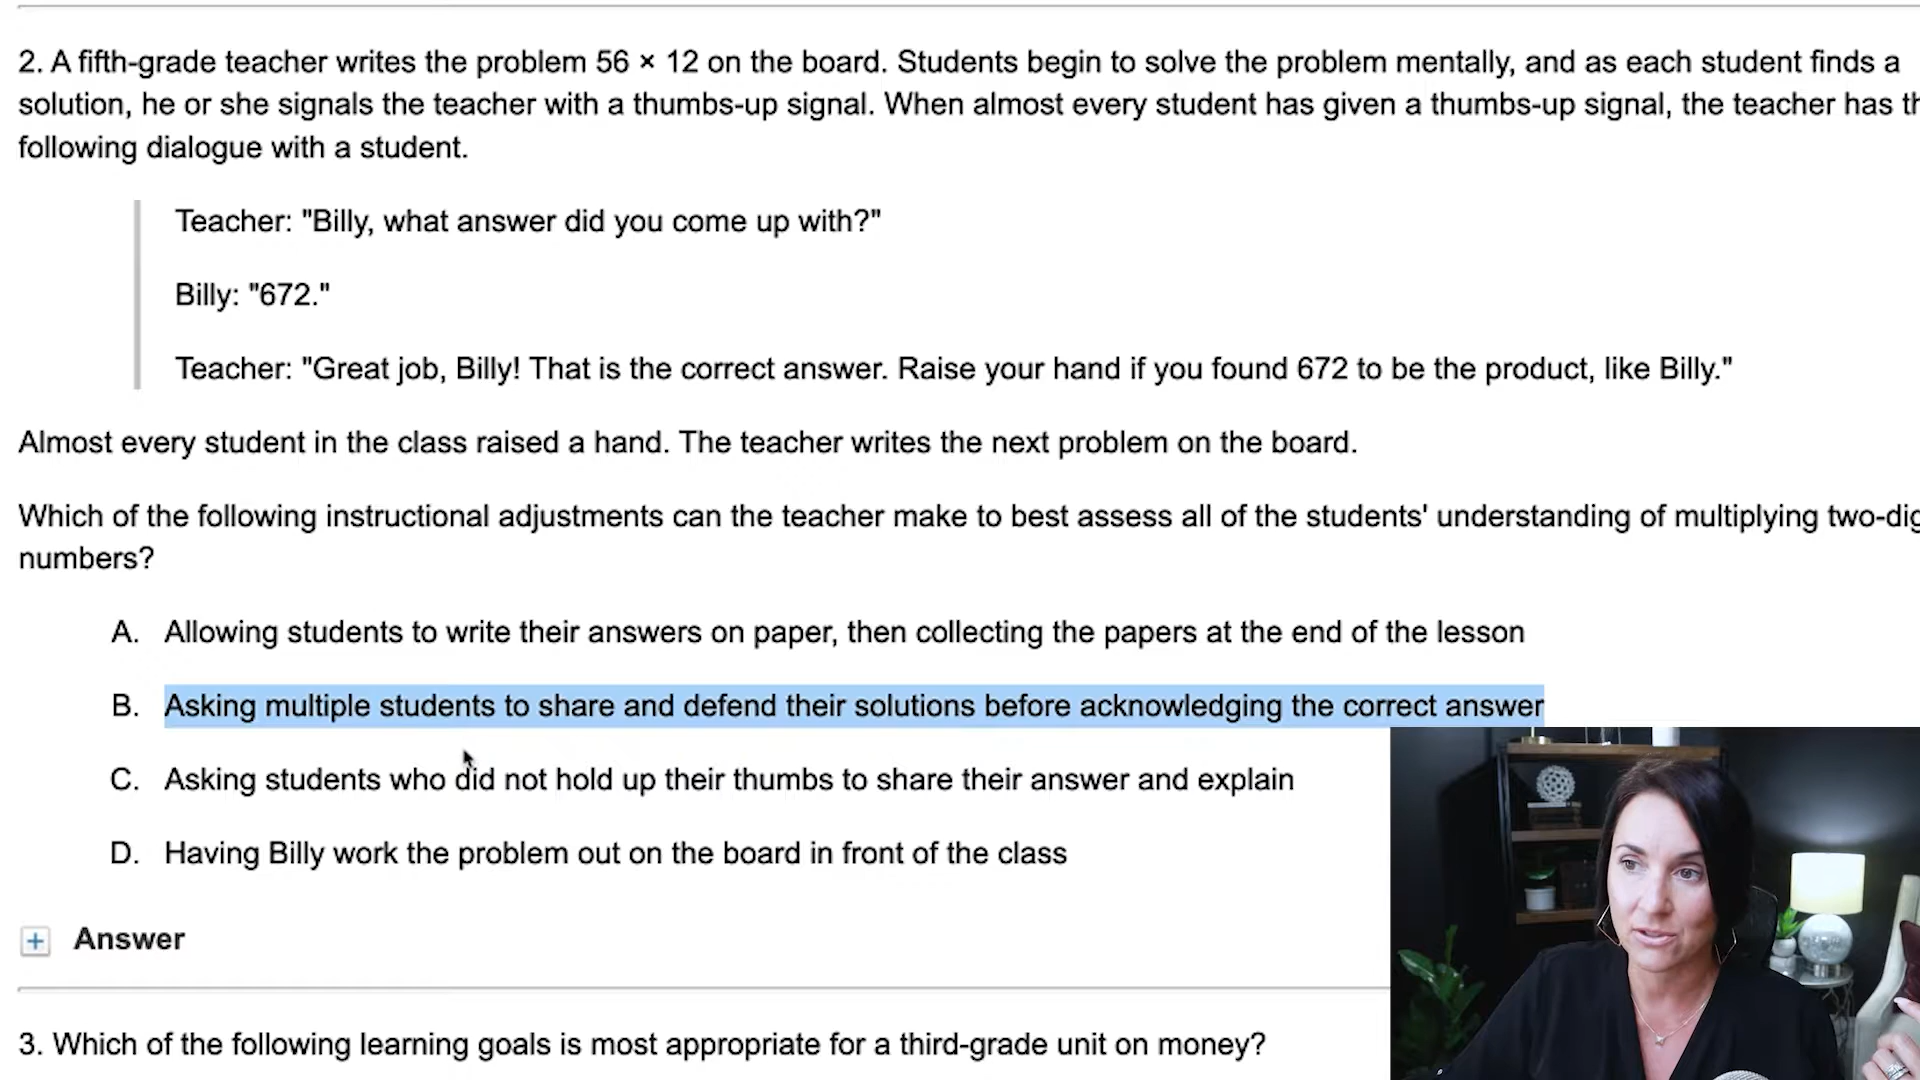 2. A fifth-grade teacher writes the problem 56 × 12 on the board. Students begin to solve the problem mentally, and as each student finds a
solution, he or she signals the teacher with a thumbs-up signal. When almost every student has given a thumbs-up signal, the teacher has th
following dialogue with a student.
Teacher: "Billy, what answer did you come up with?"
Billy: "672."
Teacher: "Great job, Billy! That is the correct answer. Raise your hand if you found 672 to be the product, like Billy."
Almost every student in the class raised a hand. The teacher writes the next problem on the board.
Which of the following instructional adjustments can the teacher make to best assess all of the students' understanding of multiplying two-dig
numbers?
A. Allowing students to write their answers on paper, then collecting the papers at the end of the lesson
B. Asking multiple students to share and defend their solutions before acknowledging the correct answer
C. Asking students who did not hold up their thumbs to share their answer and explain
D. Having Billy work the problem out on the board in front of the class
+ Answer
3. Which of the following learning goals is most appropriate for a third-grade unit on money?